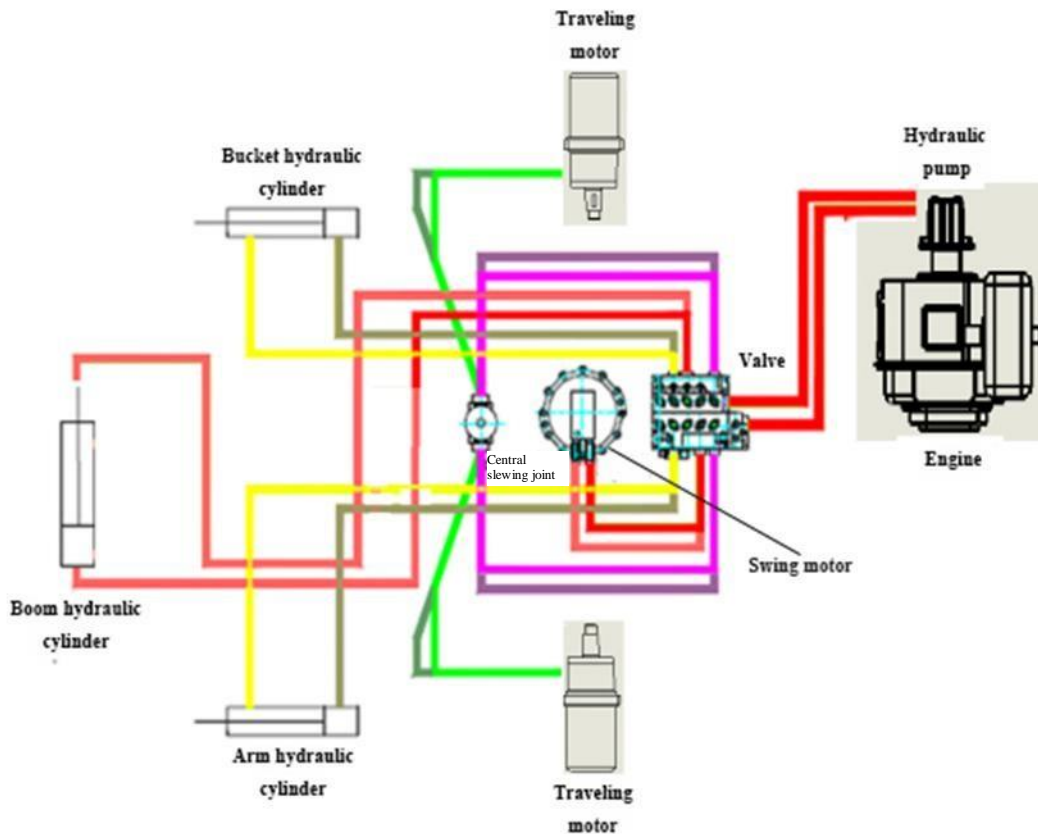 Traveling
motor
Hydraulic
pump
Bucket hydraulic
cylinder
Valve
Central
slewing joint
Engine
Swing motor
Boom hydraulic
cylinder
Arm hydraulic
cylinder
Traveling
motor